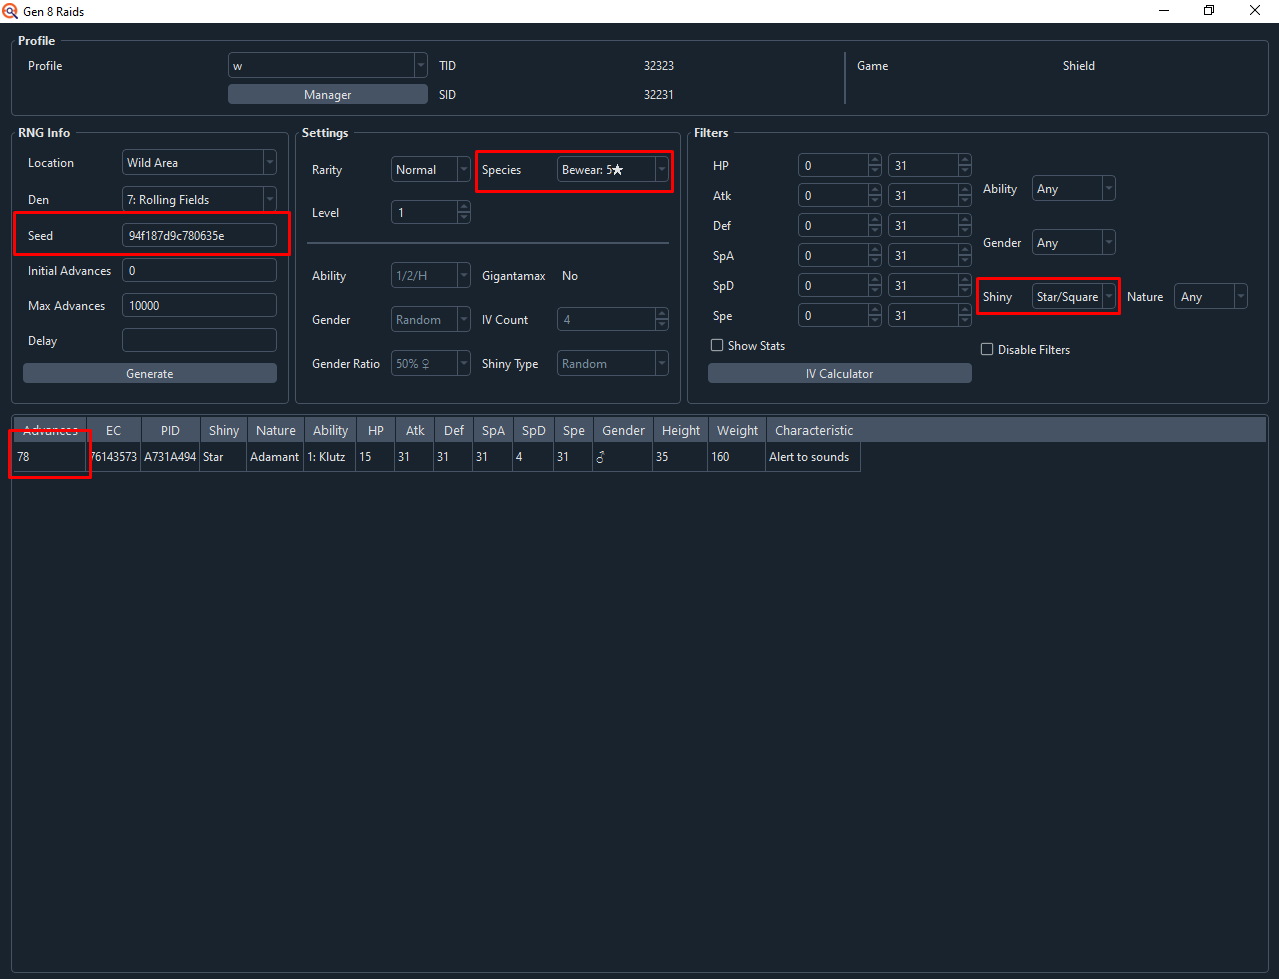 Gen 8 Raids
Profile
Profile w TID 32323 Game Shield
Manager SID 32231
RNG Info
Location Wild Area
Den 7: Rolling Fields
Seed 94f187d9c780635e
Initial Advances 0
Max Advances 10000
Delay
Generate
Settings
Rarity Normal Species Bewear: 5★
Level 1
Ability 1/2/H Gigantamax No
Gender Random IV Count 4
Gender Ratio 50% ♀ Shiny Type Random
Filters
HP 0 31
Atk 0 31
Def 0 31
SpA 0 31
SpD 0 31
Spe 0 31
Show Stats
IV Calculator
Ability Any
Gender Any
Shiny Star/Square Nature Any
Disable Filters
Advances EC PID Shiny Nature Ability HP Atk Def SpA SpD Spe Gender Height Weight Characteristic
78 76143573 A731A494 Star Adamant 1: Klutz 15 31 31 31 4 31 ♂ 35 160 Alert to sounds